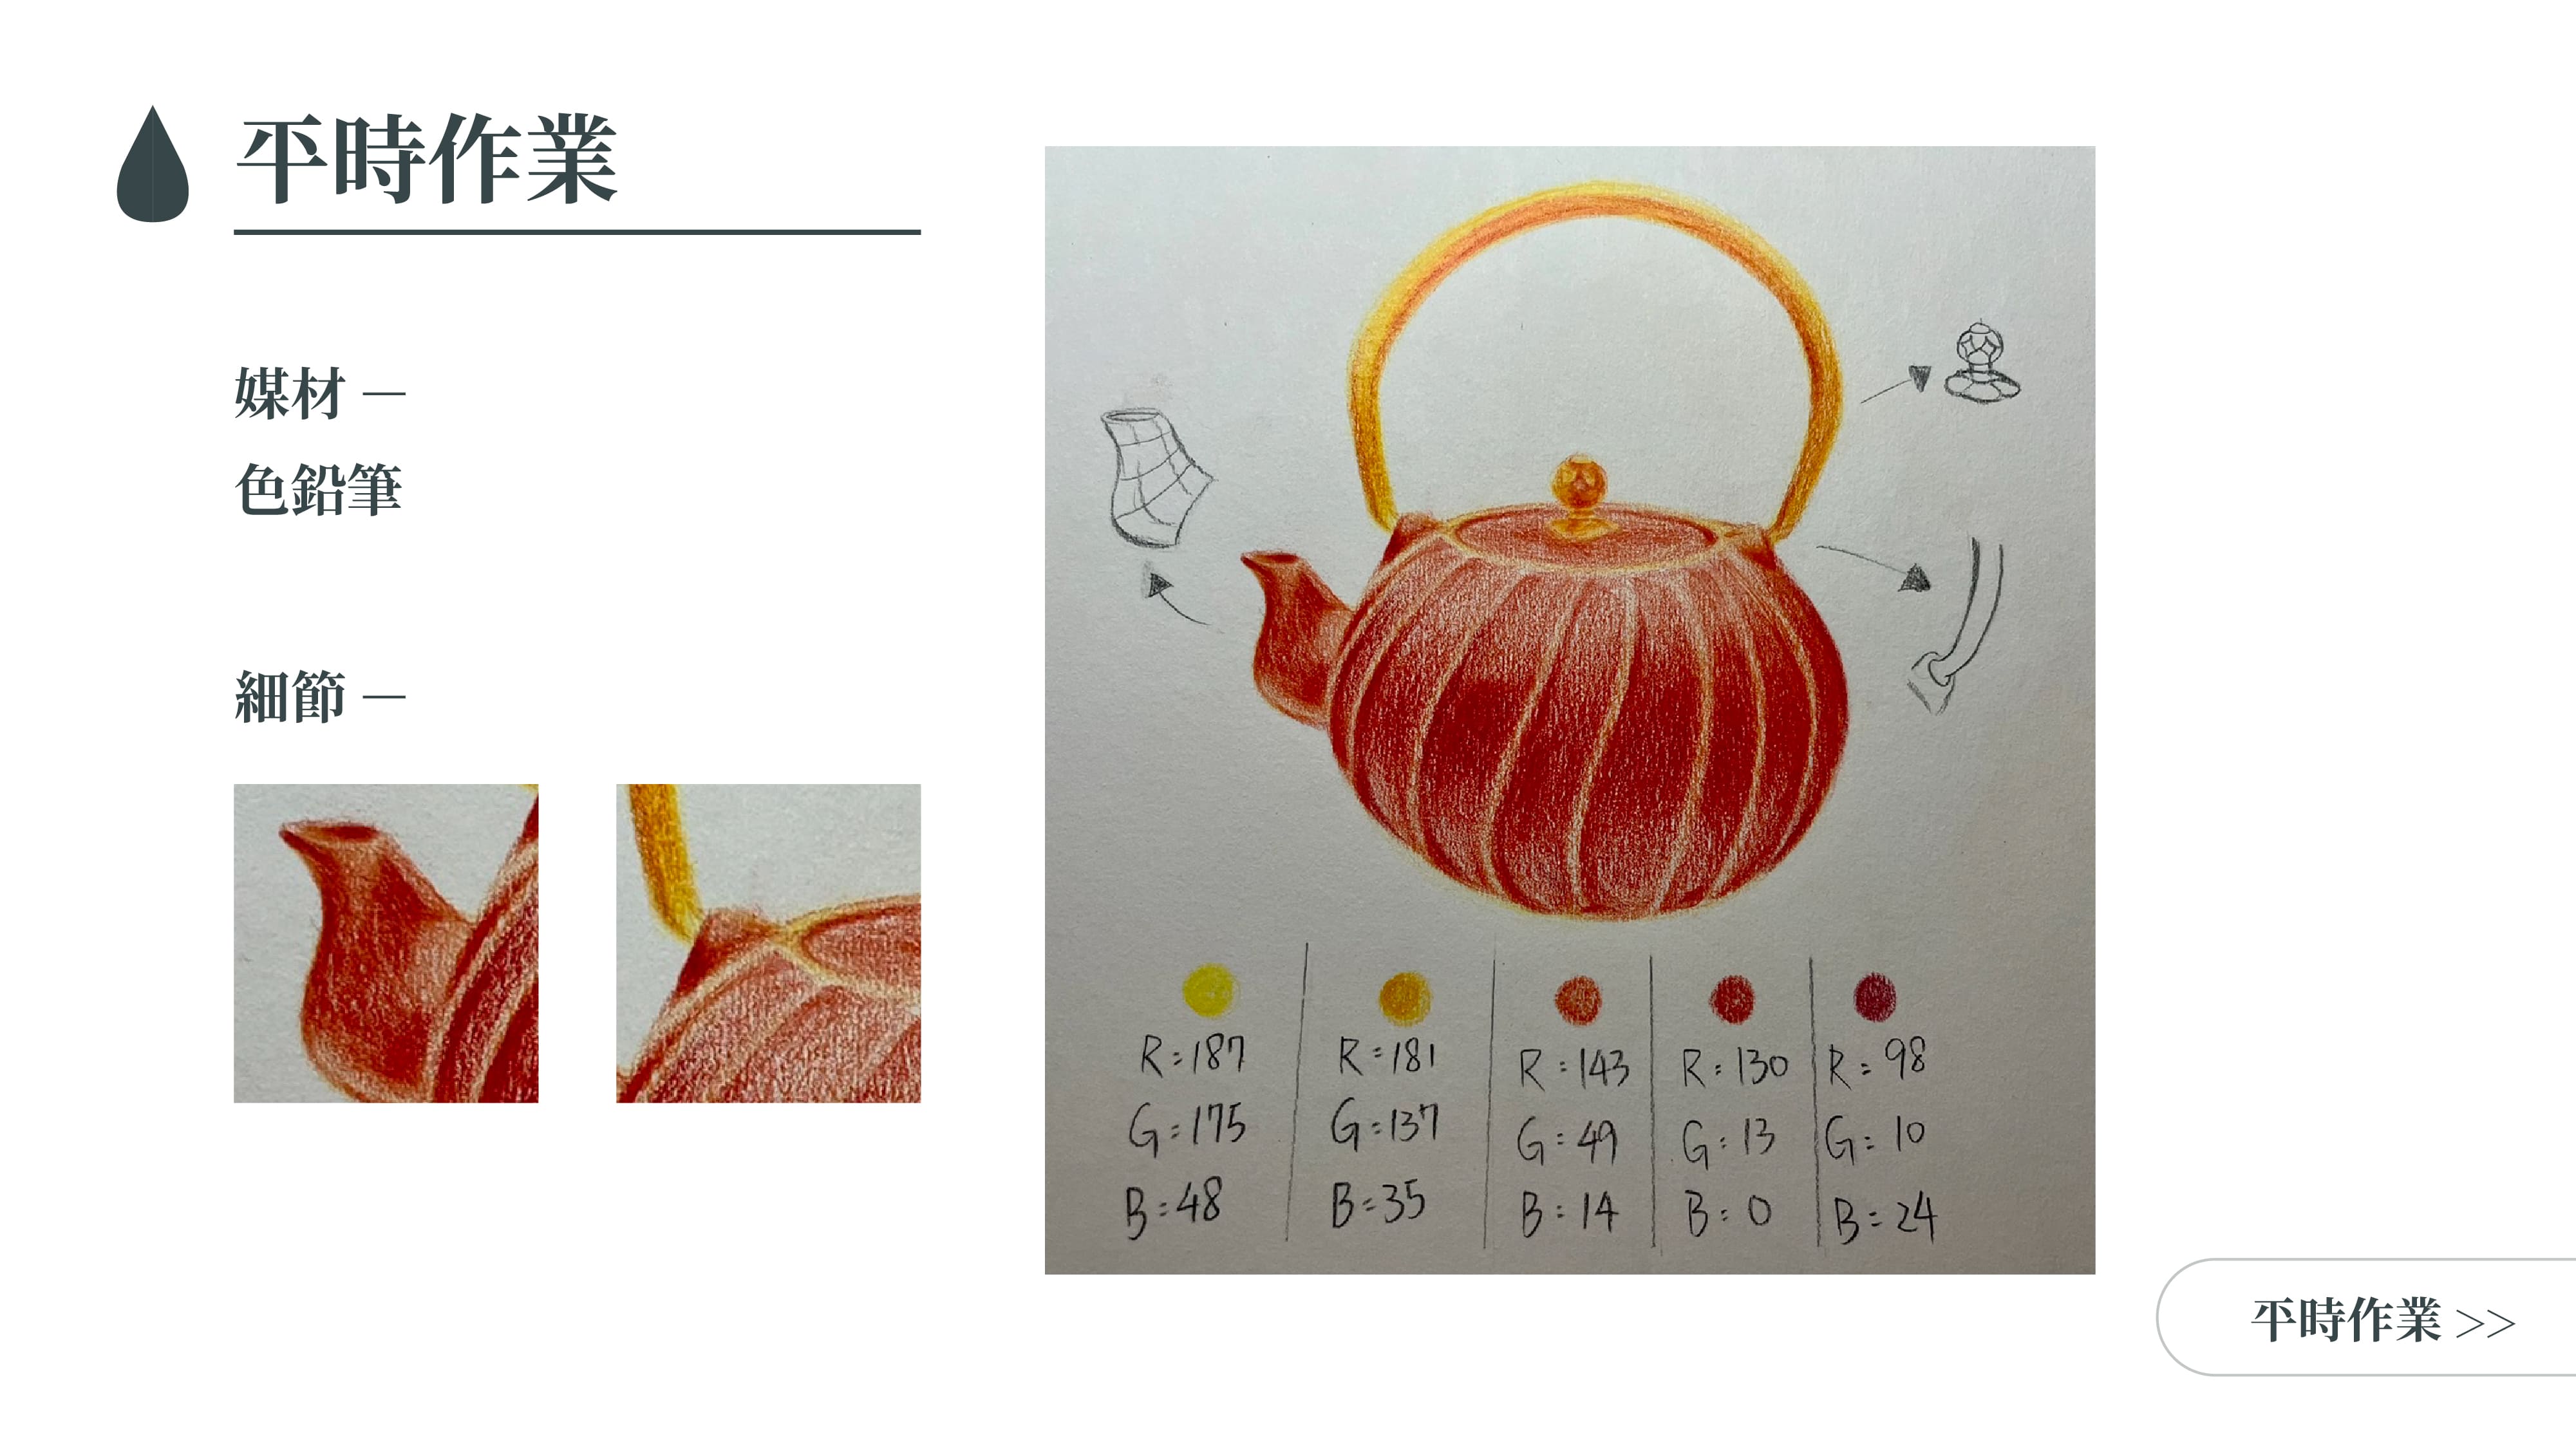 平時作業
媒材 —
色鉛筆
細節 —
R:187
G:175
B:48
R:181
G:137
B:35
R:143
G:49
B:14
R:130
G:13
B:0
R:98
G:10
B:24
平時作業 >>